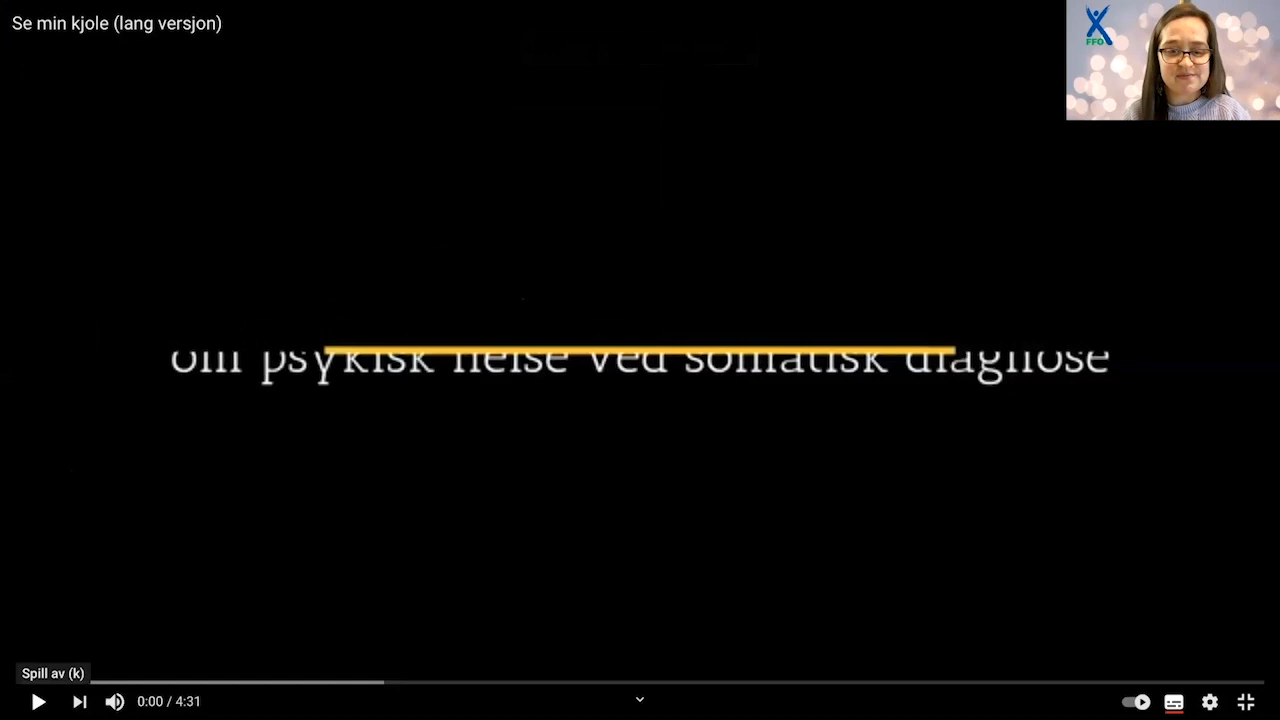 Se min kjole (lang versjon)
FFO
om psykisk helse ved somatisk diagnose
Spill av (k)
0:00 / 4:31